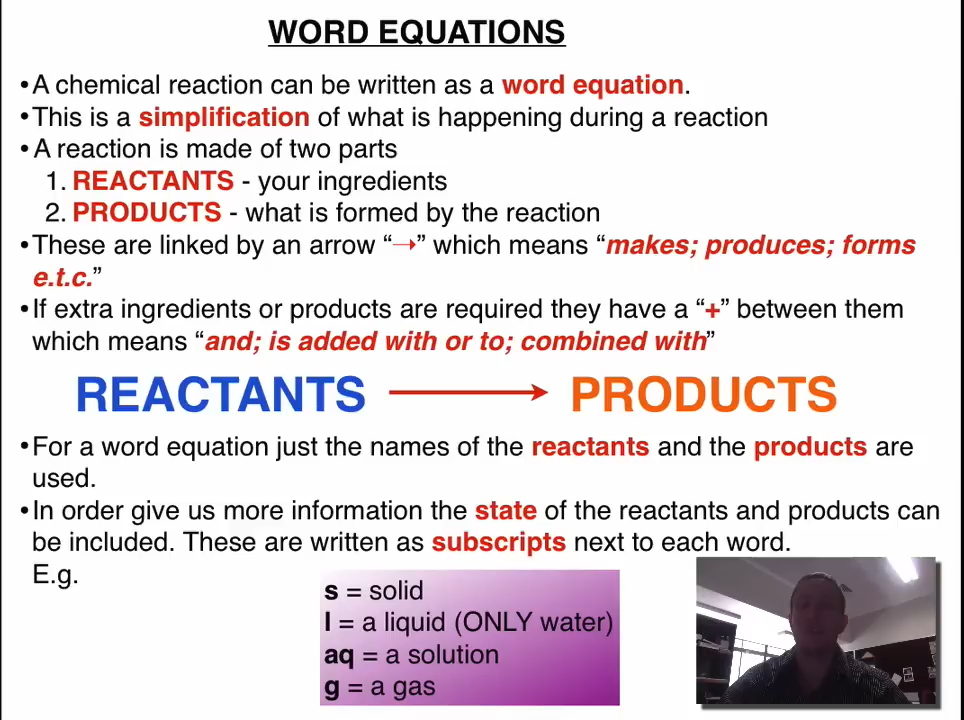 WORD EQUATIONS
•A chemical reaction can be written as a word equation.
•This is a simplification of what is happening during a reaction
•A reaction is made of two parts
1. REACTANTS - your ingredients
2. PRODUCTS - what is formed by the reaction
•These are linked by an arrow “→” which means “makes; produces; forms
e.t.c.”
•If extra ingredients or products are required they have a “+” between them
which means “and; is added with or to; combined with”
REACTANTS → PRODUCTS
•For a word equation just the names of the reactants and the products are
used.
•In order give us more information the state of the reactants and products can
be included. These are written as subscripts next to each word.
E.g.
s = solid
l = a liquid (ONLY water)
aq = a solution
g = a gas